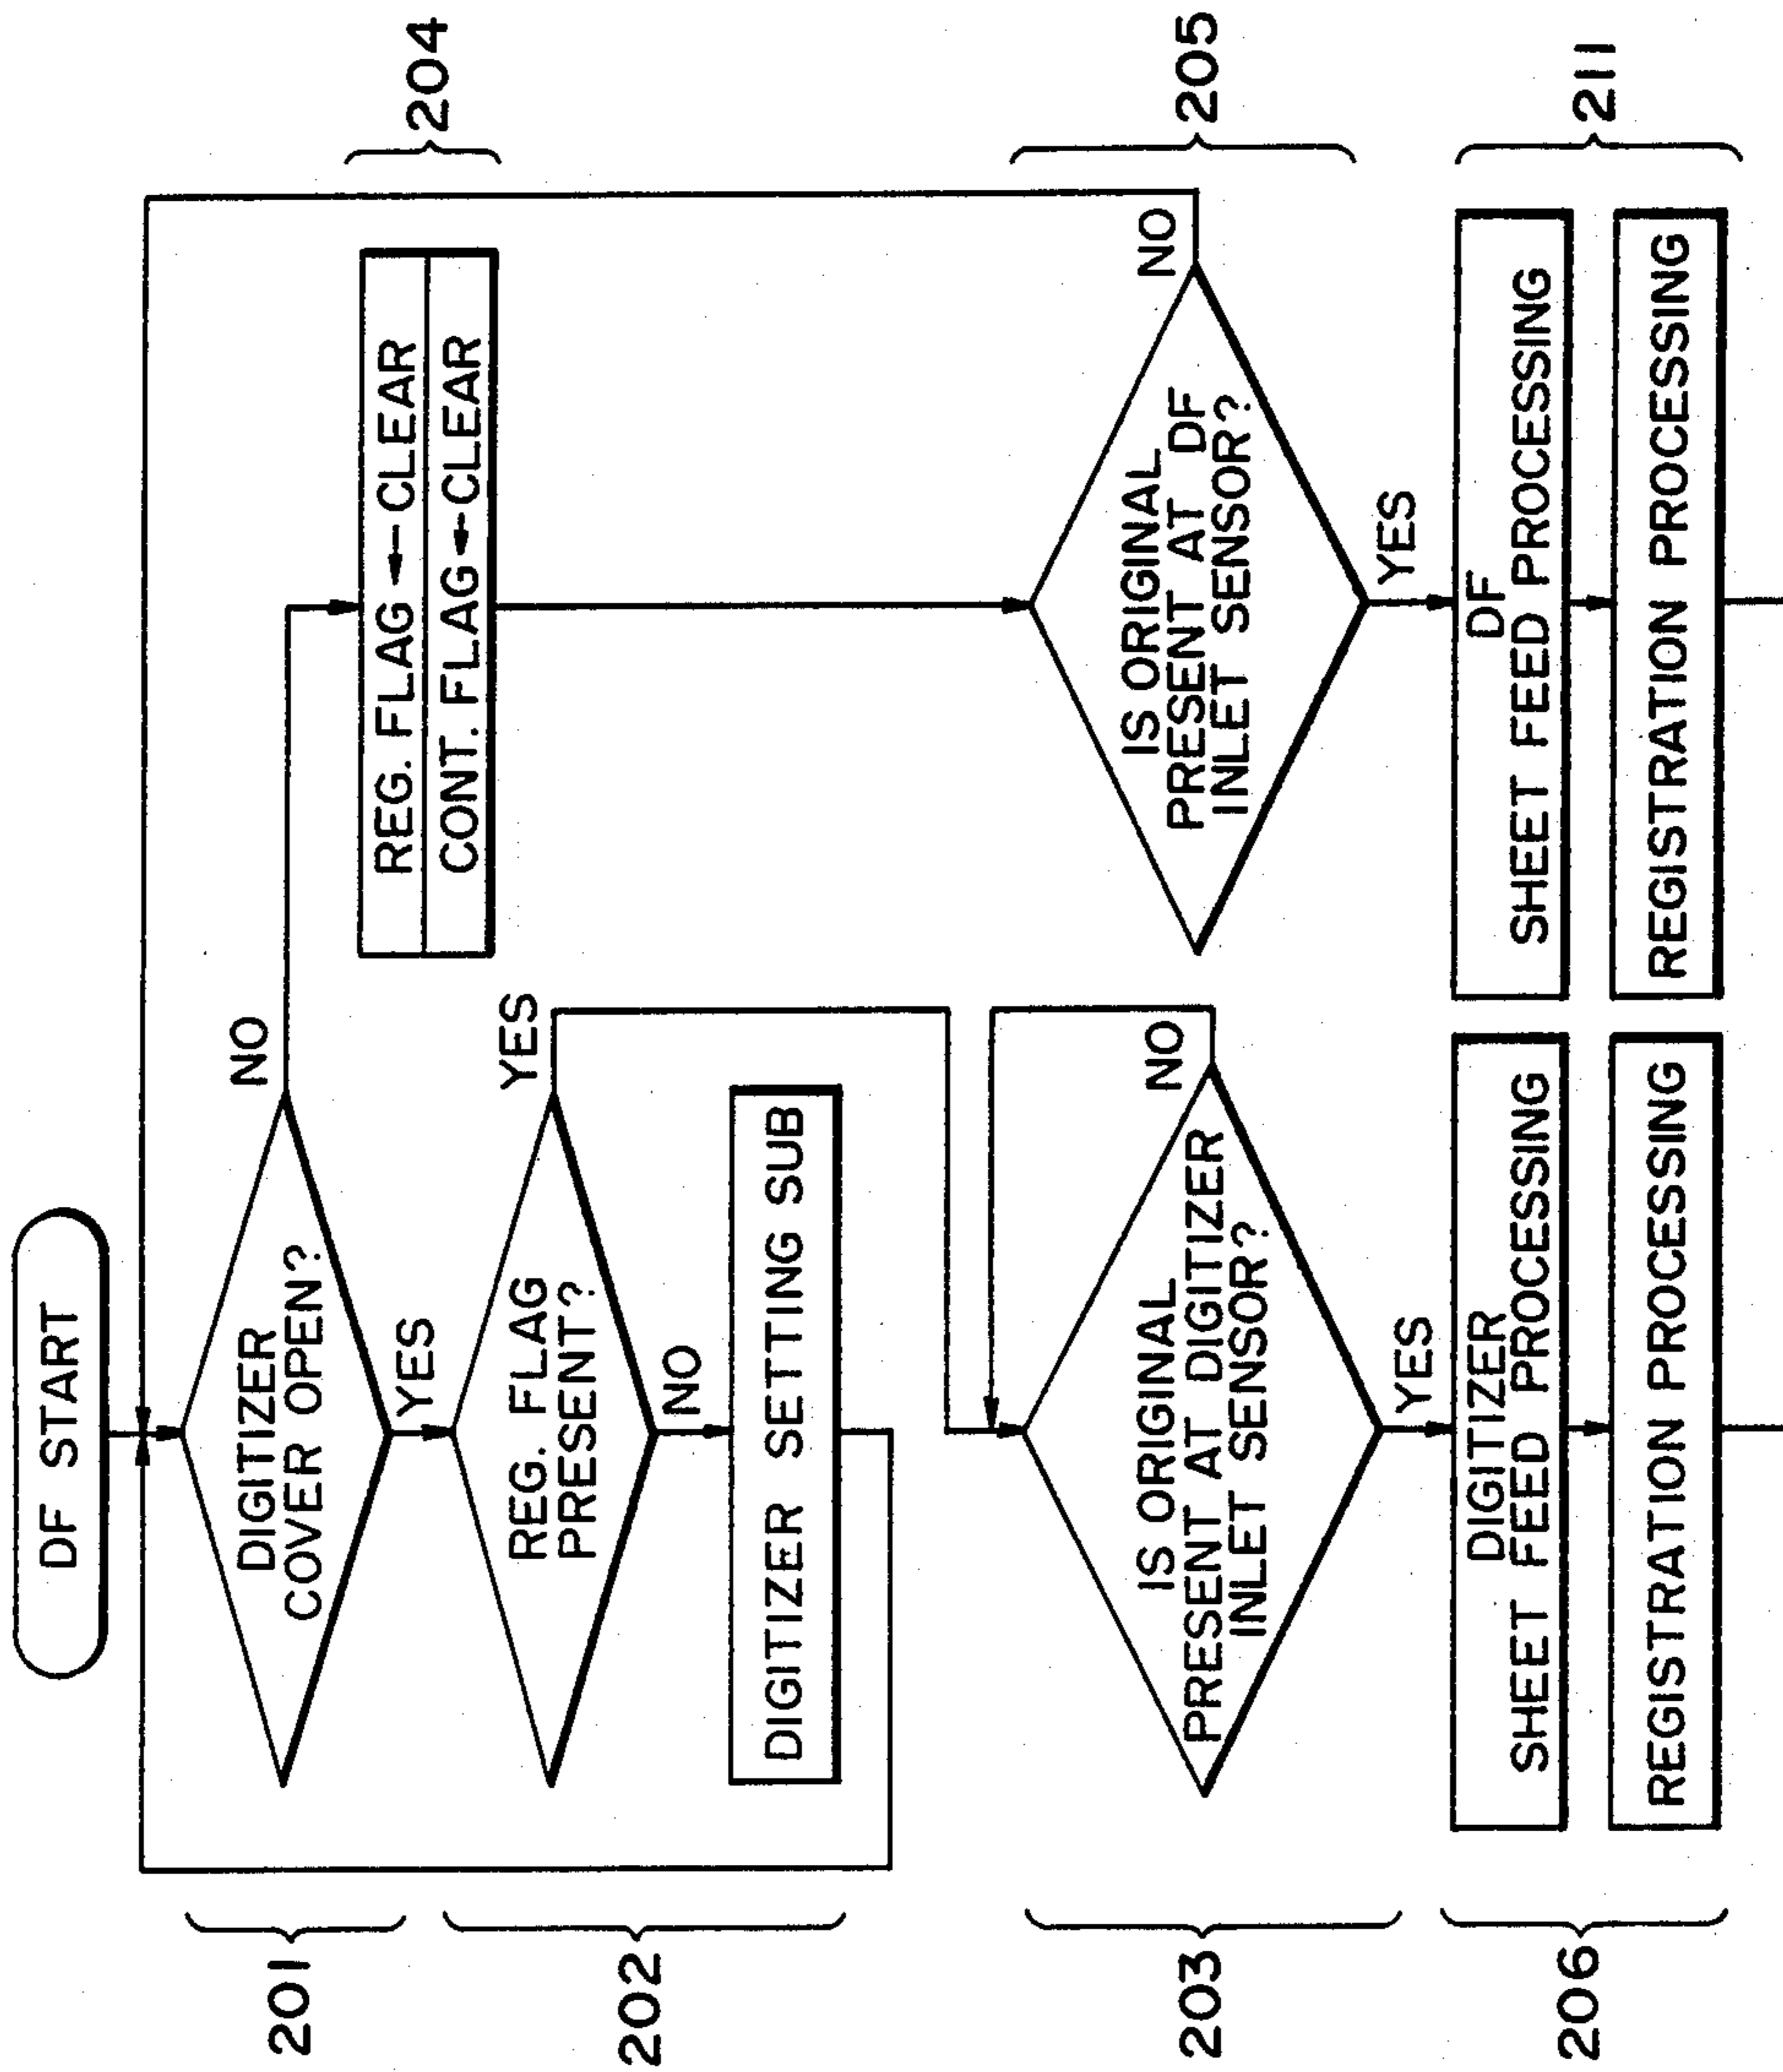 DF START
201
DIGITIZER
COVER OPEN?
NO
YES
202
REG. FLAG
PRESENT?
YES
NO
DIGITIZER SETTING SUB
204
REG. FLAG ← CLEAR
CONT. FLAG ← CLEAR
203
IS ORIGINAL
PRESENT AT DIGITIZER
INLET SENSOR?
NO
YES
205
IS ORIGINAL
PRESENT AT DF
INLET SENSOR?
NO
YES
206
DIGITIZER
SHEET FEED PROCESSING
REGISTRATION PROCESSING
211
DF
SHEET FEED PROCESSING
REGISTRATION PROCESSING